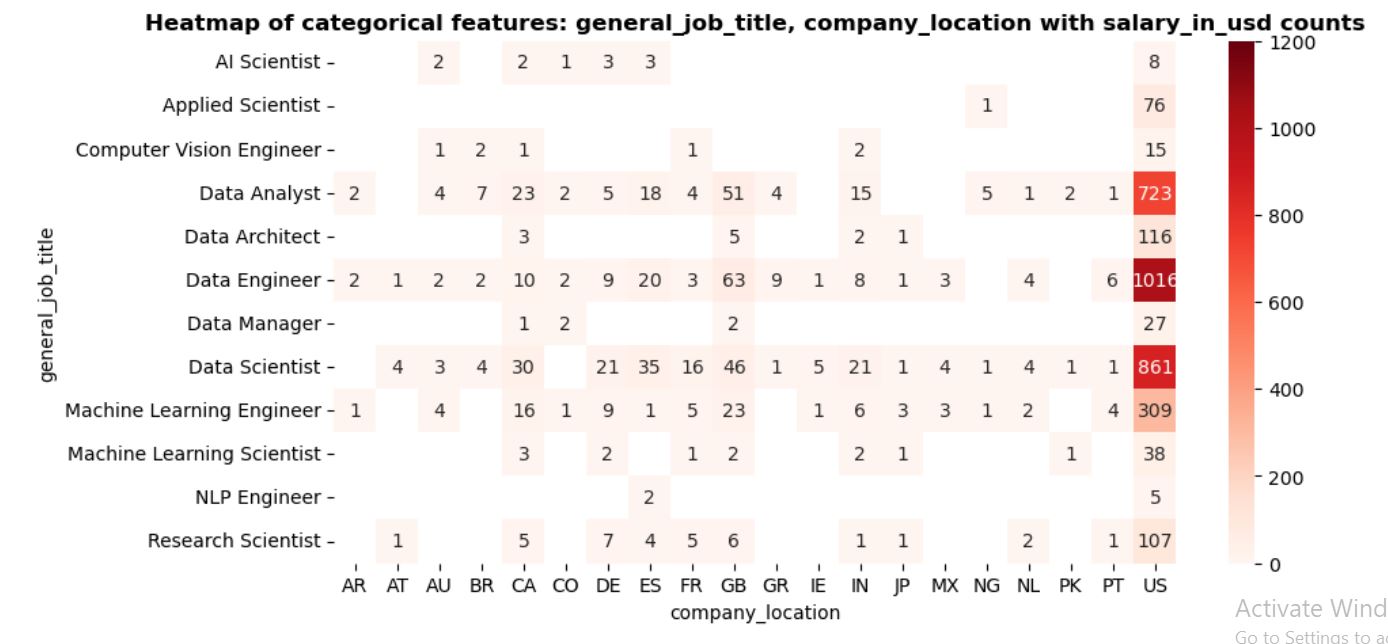 Heatmap of categorical features: general_job_title, company_location with salary_in_usd counts
general_job_title
AI Scientist 2 2 1 3 3 8
Applied Scientist 1 76
Computer Vision Engineer 1 2 1 1 2 15
Data Analyst 2 4 7 23 2 5 18 4 51 4 15 5 1 2 1 723
Data Architect 3 5 2 1 116
Data Engineer 2 1 2 2 10 2 9 20 3 63 9 1 8 1 3 4 6 1016
Data Manager 1 2 2 27
Data Scientist 4 3 4 30 21 35 16 46 1 5 21 1 4 1 4 1 1 861
Machine Learning Engineer 1 4 16 1 9 1 5 23 1 6 3 3 1 2 4 309
Machine Learning Scientist 3 2 1 2 2 1 1 38
NLP Engineer 2 5
Research Scientist 1 5 7 4 5 6 1 1 2 1 107
AR AT AU BR CA CO DE ES FR GB GR IE IN JP MX NG NL PK PT US
company_location
1200
1000
800
600
400
200
0
Activate Wind
Go to Settings to a